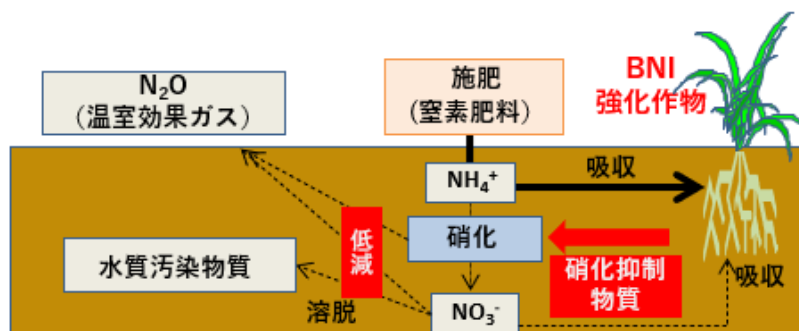 N₂O
（温室効果ガス）
施肥
(窒素肥料)
BNI
強化作物
NH₄⁺
吸収
低減
硝化
水質汚染物質
硝化抑制
物質
吸収
溶脱
NO₃⁻